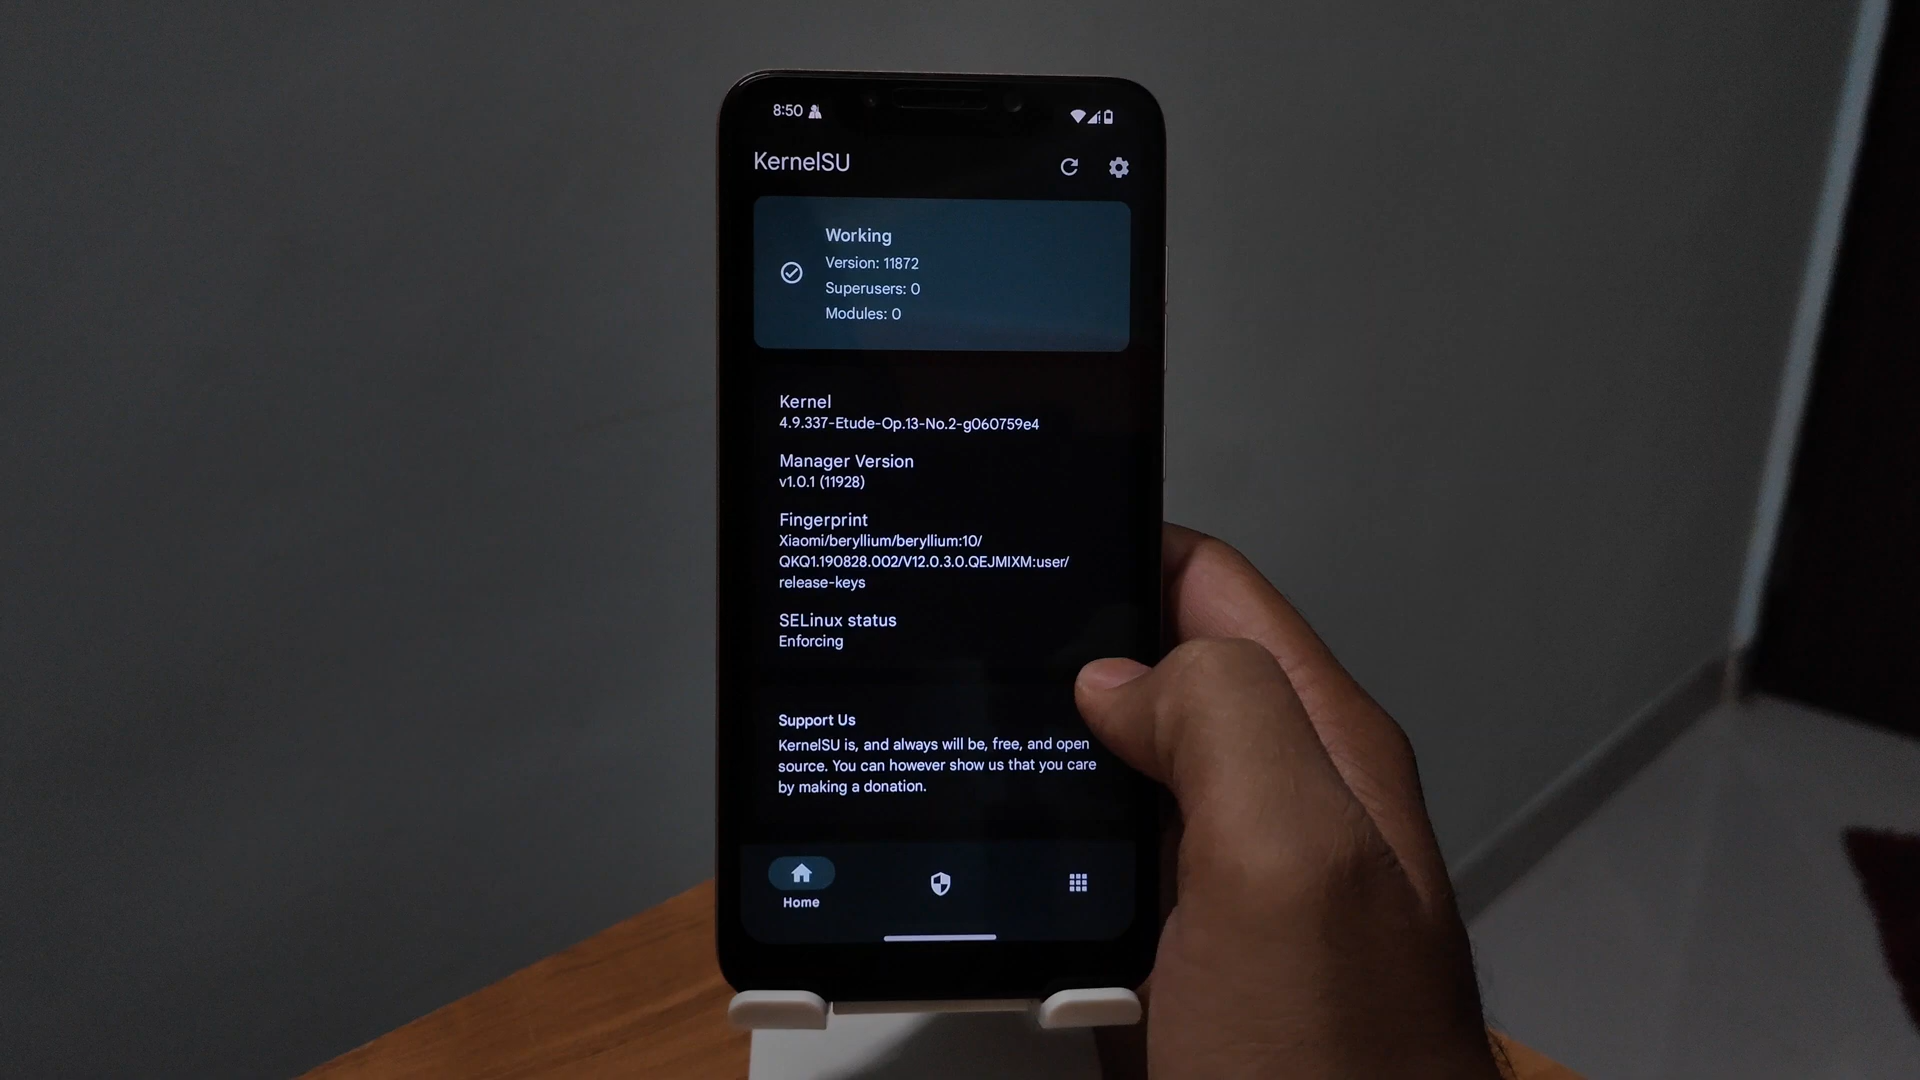 8:50
KernelSU
Working
Version: 11872
Superusers: 0
Modules: 0
Kernel
4.9.337-Etude-Op.13-No.2-g060759e4
Manager Version
v1.0.1 (11928)
Fingerprint
Xiaomi/beryllium/beryllium:10/
QKQ1.190828.002/V12.0.3.0.QEJMIXM:user/
release-keys
SELinux status
Enforcing
Support Us
KernelSU is, and always will be, free, and open
source. You can however show us that you care
by making a donation.
Home